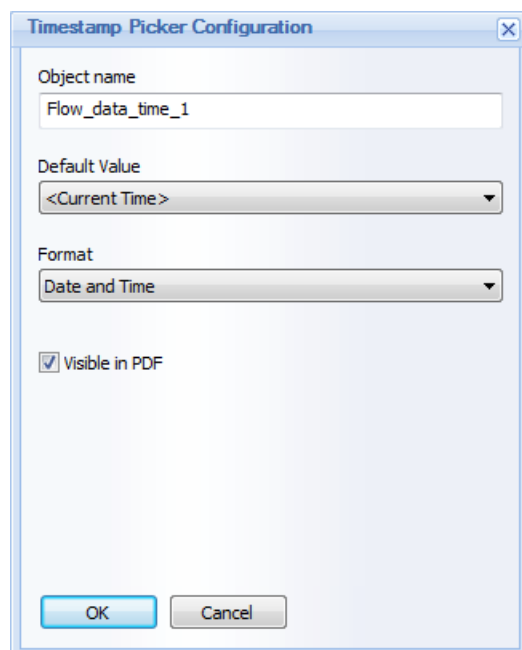 Timestamp Picker Configuration
Object name
Flow_data_time_1
Default Value
<Current Time>
Format
Date and Time
Visible in PDF
OK
Cancel